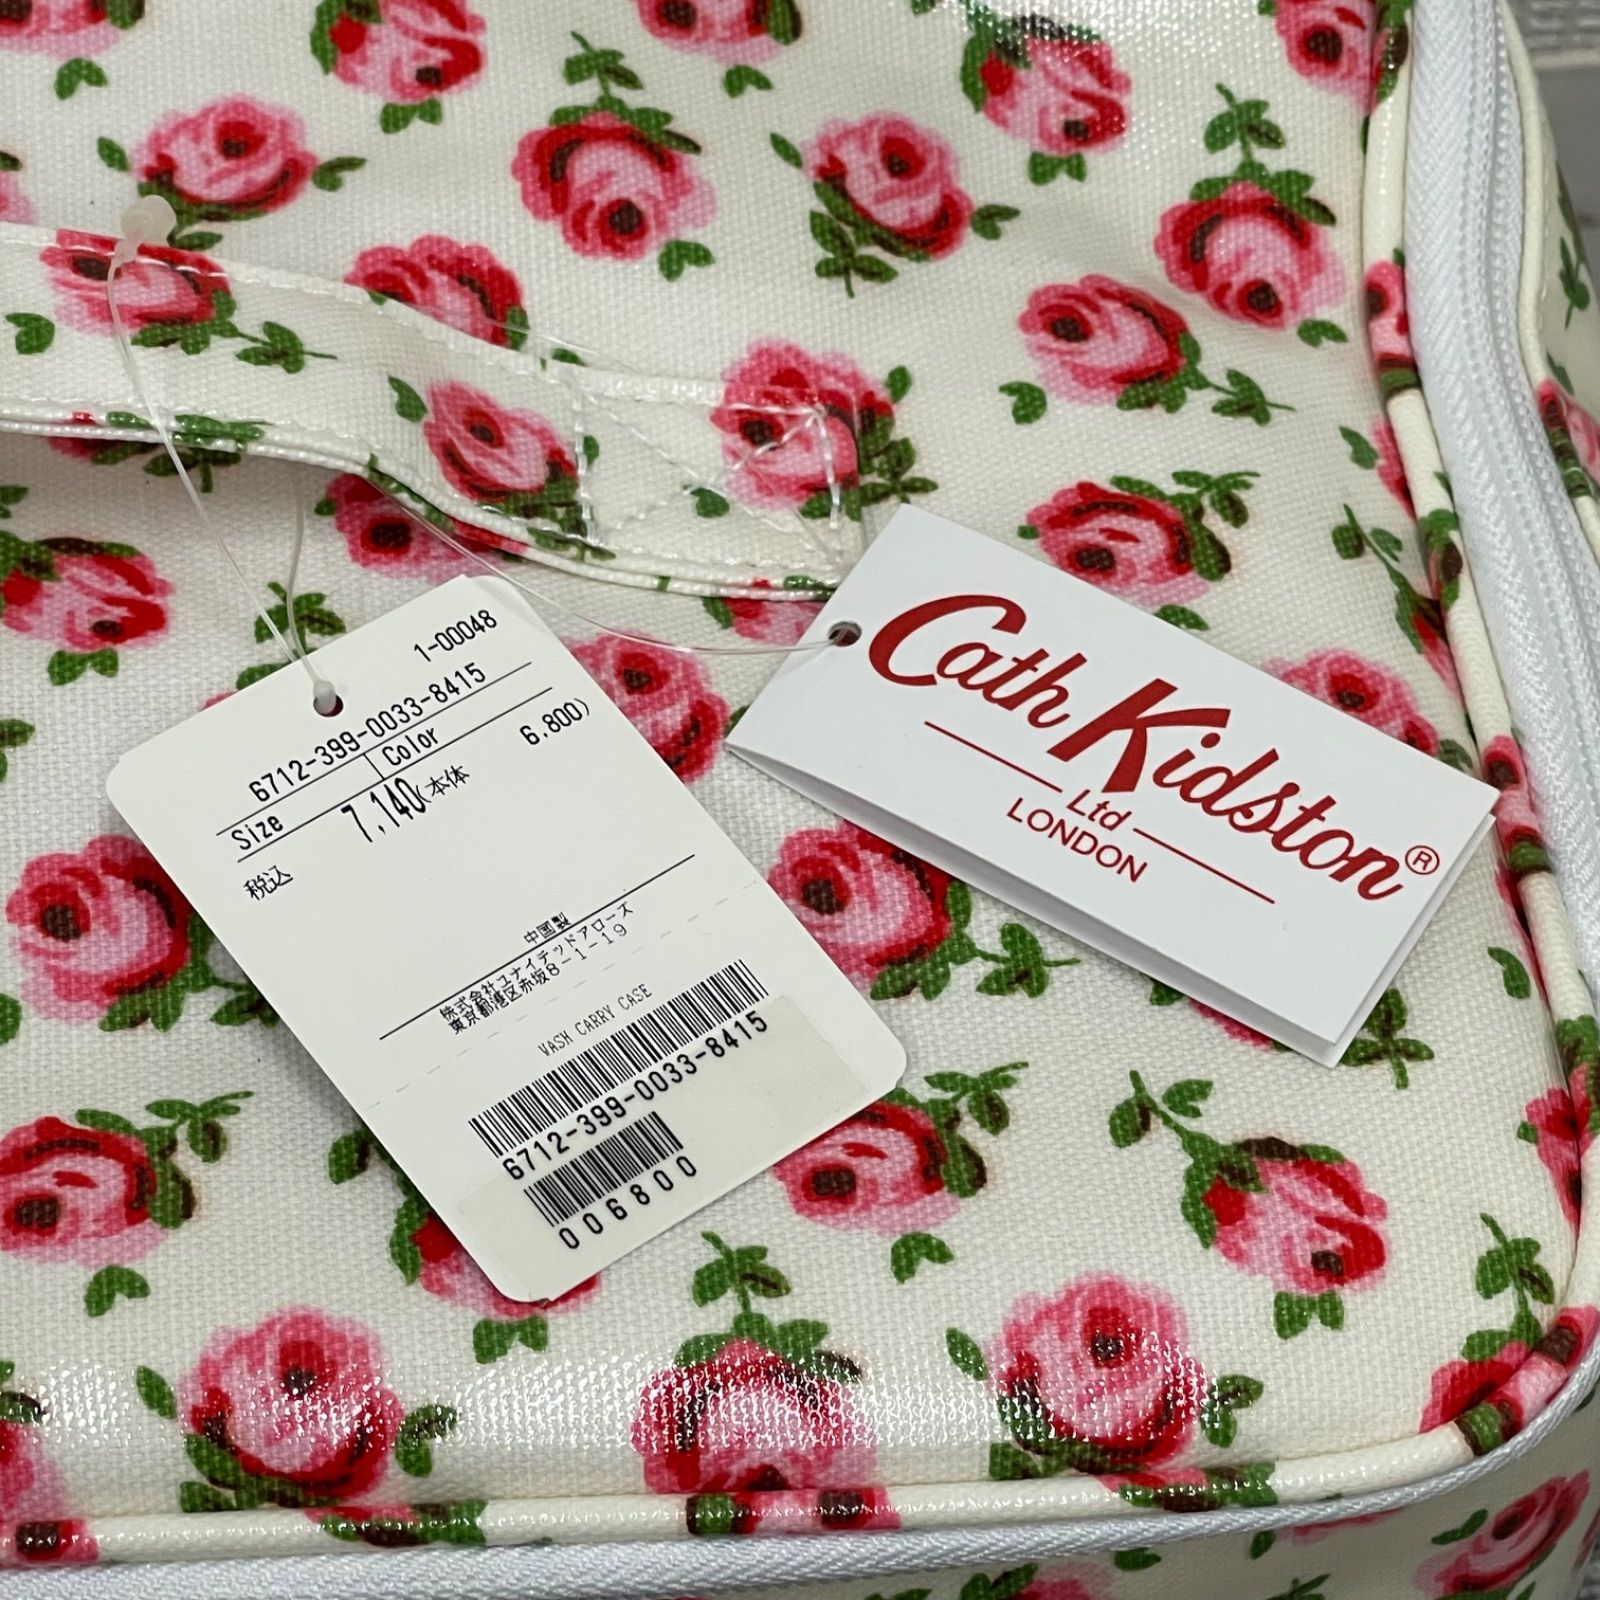 1-00048
6712-399-0033-8415
Size Color
税込 7,140(本体 6,800)
中国製
株式会社ユナイテッドアローズ
東京都港区赤坂8-1-19
WASH CARRY CASE
6712-399-0033-8415
006800
Cath Kidston®
Ltd
LONDON